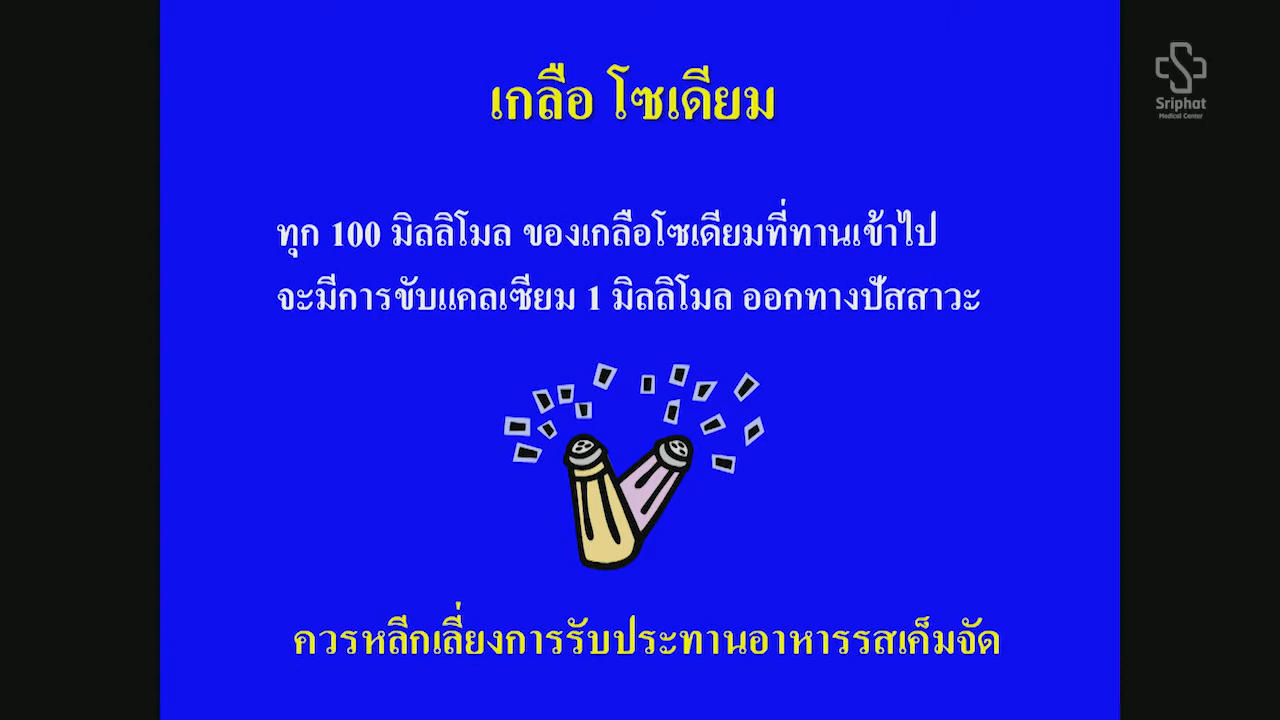 เกลือ โซเดียม
Sriphat
Medical Center
ทุก 100 มิลลิโมล ของเกลือโซเดียมที่ทานเข้าไป
จะมีการขับแคลเซียม 1 มิลลิโมล ออกทางปัสสาวะ
ควรหลีกเลี่ยงการรับประทานอาหารรสเค็มจัด